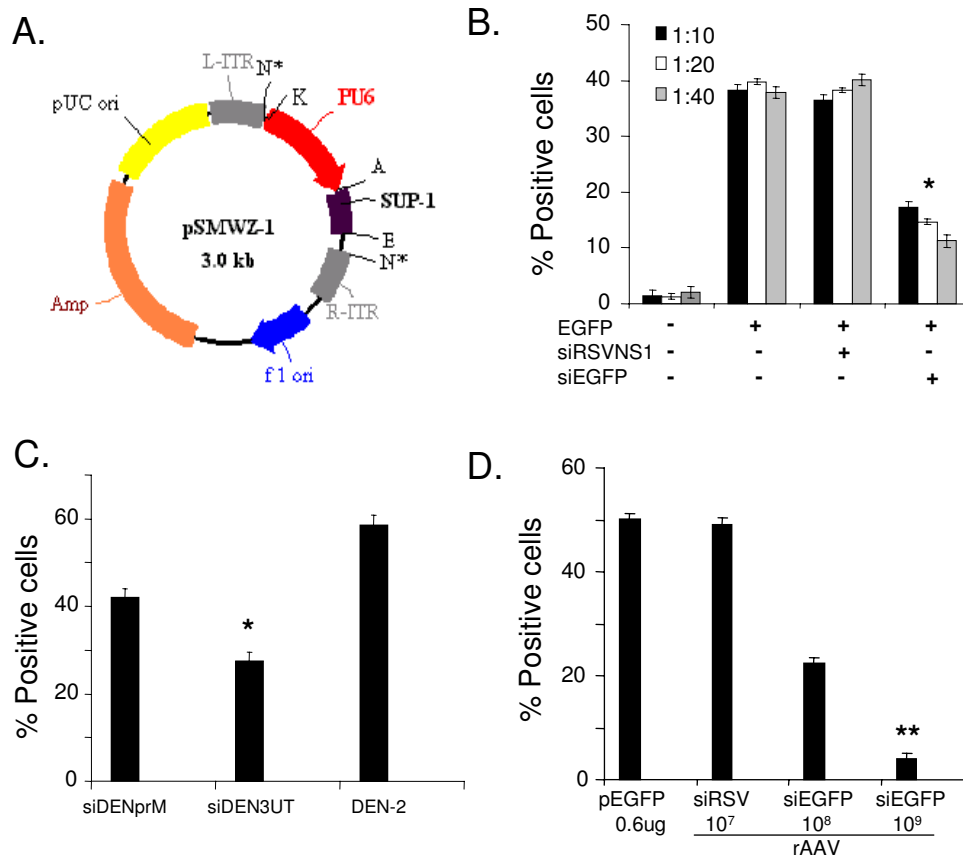 A.
L-ITR
N*
K
PU6
pUC ori
A
SUP-1
pSMWZ-1
3.0 kb
E
N*
Amp
R-ITR
f1 ori
B.
% Positive cells
50
40
30
20
10
0
1:10
1:20
1:40
*
EGFP - + + +
siRSVNS1 - - + -
siEGFP - - - +
C.
% Positive cells
60
40
20
0
*
siDENprM siDEN3UT DEN-2
D.
% Positive cells
60
40
20
0
**
pEGFP siRSV siEGFP siEGFP
0.6ug 10⁷ 10⁸ 10⁹
rAAV